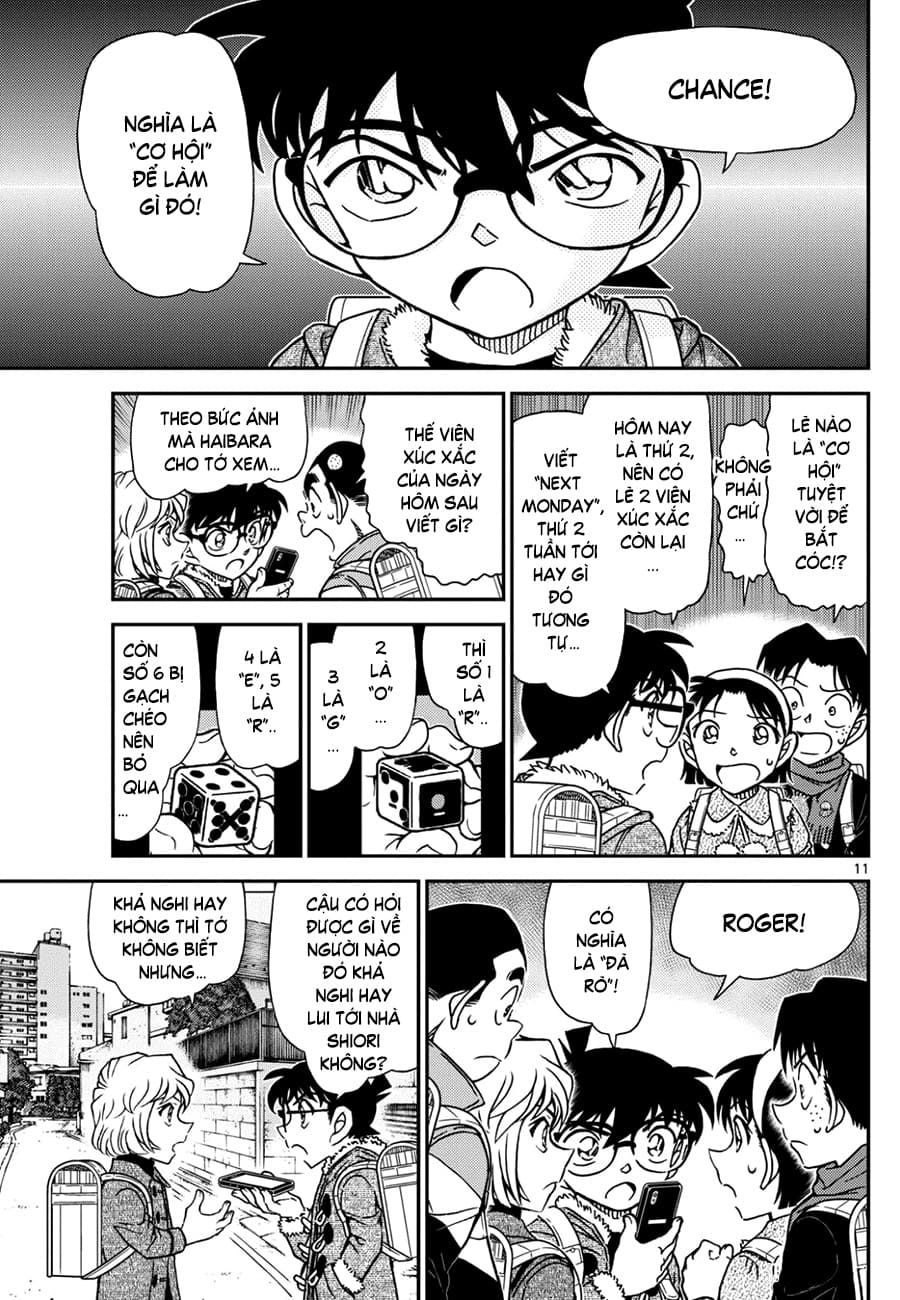 CHANCE!
NGHĨA LÀ
"CƠ HỘI"
ĐỂ LÀM
GÌ ĐÓ!
LẼ NÀO
LÀ "CƠ
HỘI"
TUYỆT
VỜI ĐỂ
BẮT
CÓC!?
KHÔNG
PHẢI
CHỨ
...
HÔM NAY
LÀ THỨ 2,
NÊN CÓ
LẼ 2 VIÊN
XÚC XẮC
CÒN LẠI
...
VIẾT
"NEXT
MONDAY",
THỨ 2
TUẦN TỚI
HAY GÌ
ĐÓ
TƯƠNG
TỰ...
THẾ VIÊN
XÚC XẮC
CỦA NGÀY
HÔM SAU
VIẾT GÌ?
THEO BỨC ẢNH
MÀ HAIBARA
CHO TỚ XEM...
THÌ
SỐ 1
LÀ
"R"..
2
LÀ
"O"
...
3
LÀ
"G"
...
4 LÀ
"E", 5
LÀ
"R"..
CÒN
SỐ 6 BỊ
GẠCH
CHÉO
NÊN
BỎ
QUA
...
11
ROGER!
CÓ
NGHĨA
LÀ "ĐÃ
RÕ"!
CẬU CÓ HỎI
ĐƯỢC GÌ VỀ
NGƯỜI NÀO
ĐÓ KHẢ
NGHI HAY
LUI TỚI NHÀ
SHIORI
KHÔNG?
KHẢ NGHI HAY
KHÔNG THÌ TỚ
KHÔNG BIẾT
NHƯNG...